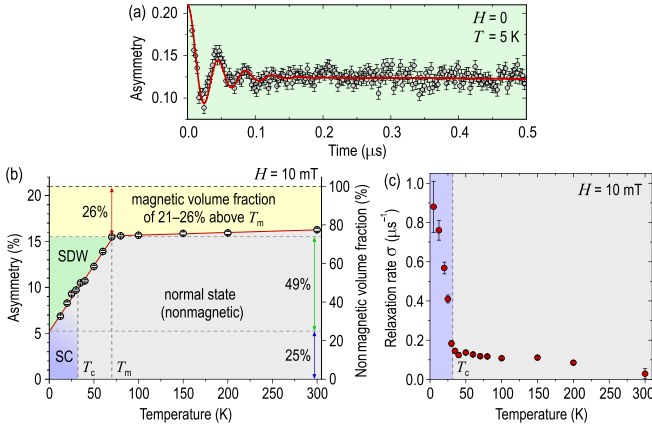 (a)
H = 0
T = 5 K
Asymmetry
0.20
0.15
0.10
0.0 0.1 0.2 0.3 0.4 0.5
Time (μs)
(b)
H = 10 mT
Asymmetry (%)
20
15
10
5
0
26%
magnetic volume fraction
of 21–26% above Tm
SDW
normal state
(nonmagnetic)
49%
SC
Tc
Tm
25%
100
80
60
40
20
0
Nonmagnetic volume fraction (%)
0 50 100 150 200 250 300
Temperature (K)
(c)
H = 10 mT
Relaxation rate σ (μs⁻¹)
1.0
0.8
0.6
0.4
0.2
0.0
Tc
0 50 100 150 200 250 300
Temperature (K)